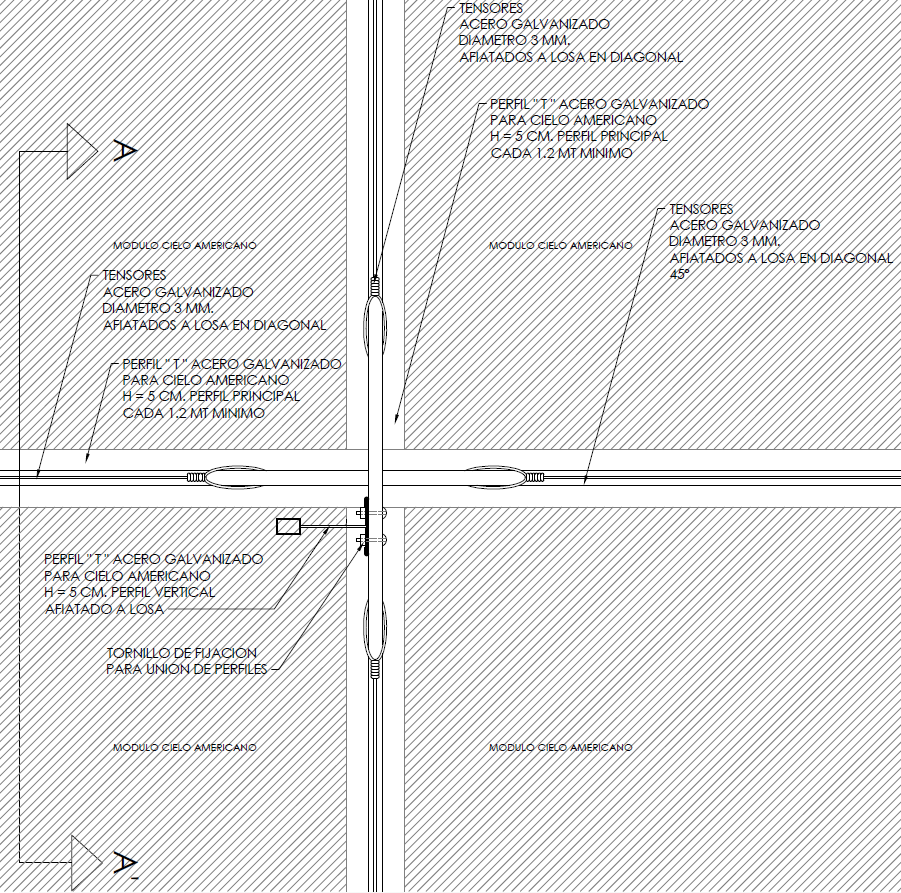 TENSORES
ACERO GALVANIZADO
DIAMETRO 3 MM.
AFIATADOS A LOSA EN DIAGONAL
PERFIL " T " ACERO GALVANIZADO
PARA CIELO AMERICANO
H = 5 CM. PERFIL PRINCIPAL
CADA 1.2 MT MINIMO
A
TENSORES
ACERO GALVANIZADO
DIAMETRO 3 MM.
AFIATADOS A LOSA EN DIAGONAL
45°
MODULO CIELO AMERICANO
MODULO CIELO AMERICANO
TENSORES
ACERO GALVANIZADO
DIAMETRO 3 MM.
AFIATADOS A LOSA EN DIAGONAL
PERFIL " T " ACERO GALVANIZADO
PARA CIELO AMERICANO
H = 5 CM. PERFIL PRINCIPAL
CADA 1.2 MT MINIMO
PERFIL " T " ACERO GALVANIZADO
PARA CIELO AMERICANO
H = 5 CM. PERFIL VERTICAL
AFIATADO A LOSA
TORNILLO DE FIJACION
PARA UNION DE PERFILES
MODULO CIELO AMERICANO
MODULO CIELO AMERICANO
A'